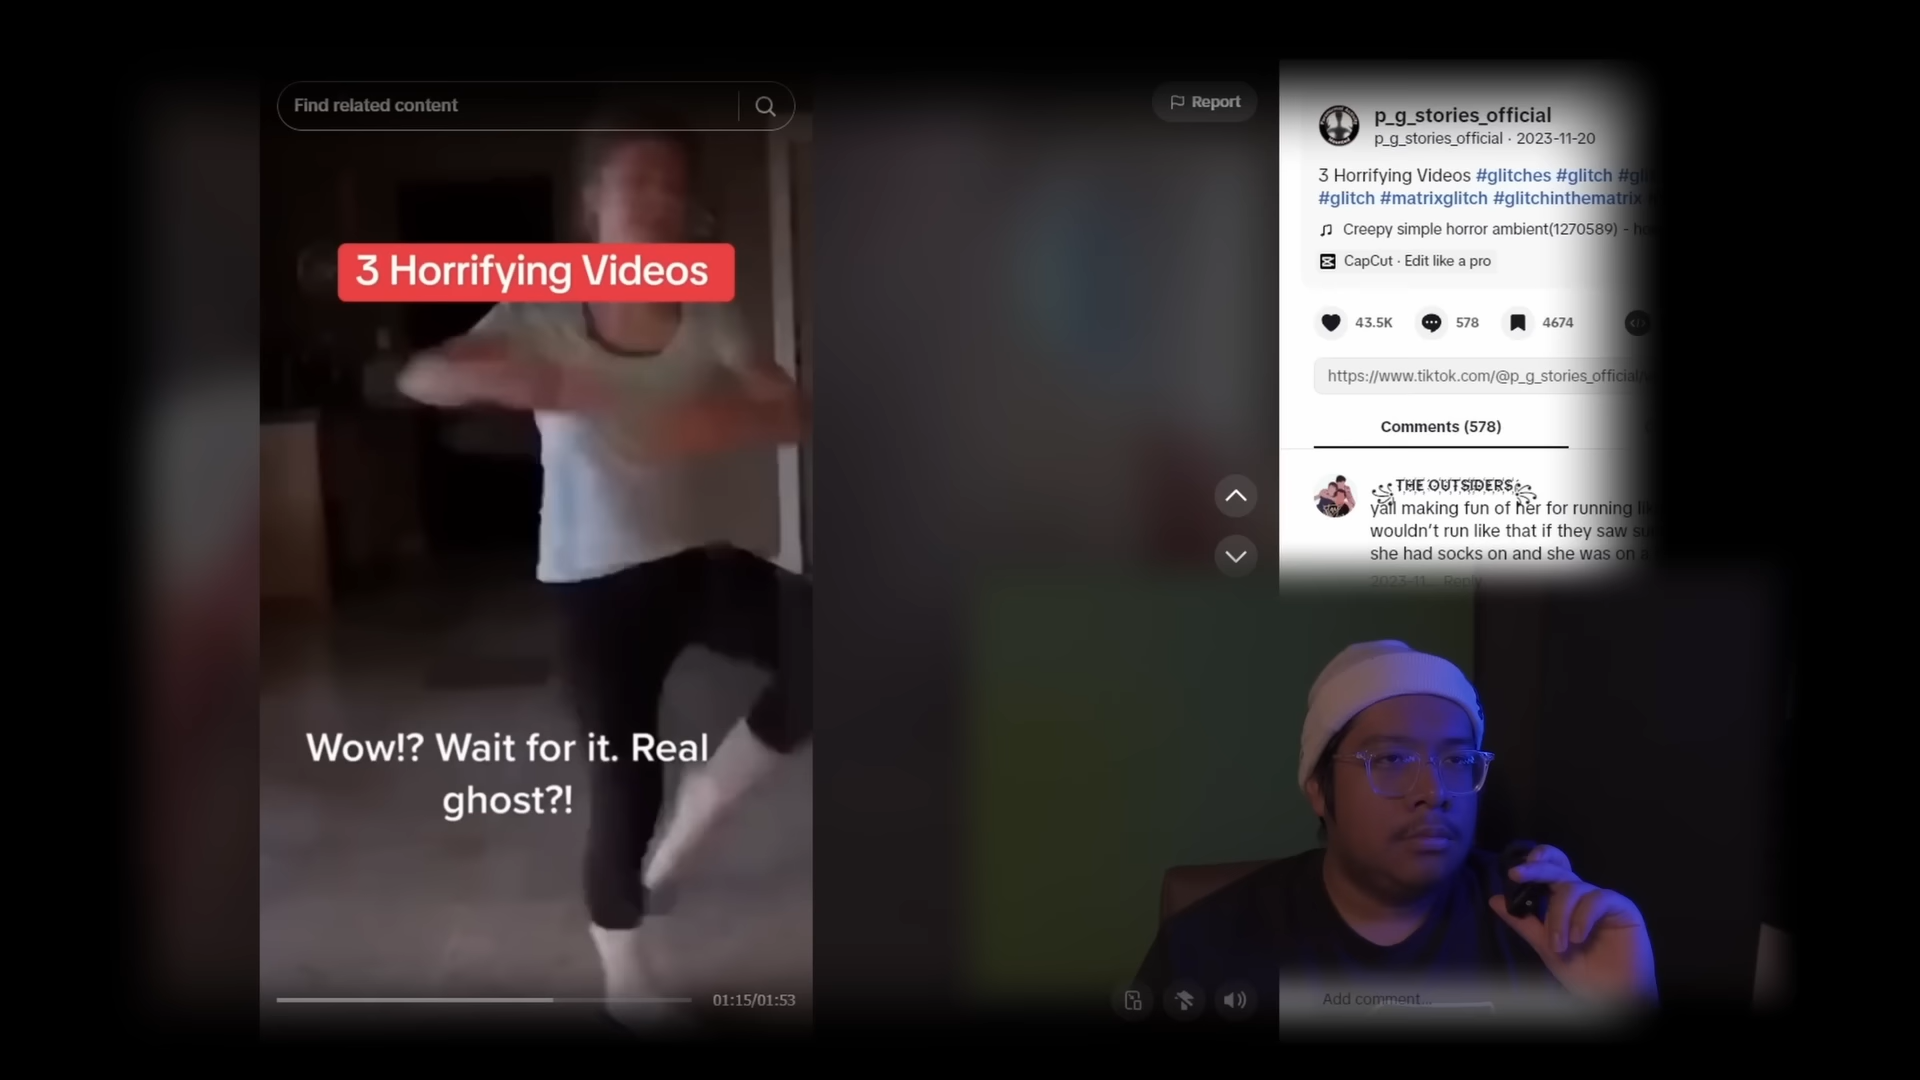 Find related content
Report
3 Horrifying Videos
Wow!? Wait for it. Real
ghost?!
01:15/01:53
p_g_stories_official
p_g_stories_official · 2023-11-20
3 Horrifying Videos #glitches #glitch
#glitch #matrixglitch #glitchinthematrix
Creepy simple horror ambient(1270589) -
CapCut · Edit like a pro
43.5K
578
4674
https://www.tiktok.com/@p_g_stories_official/
Comments (578)
THE OUTSIDERS
yall making fun of her for running
wouldn't run like that if they saw
she had socks on and she was on a
2023-11... Reply
Add comment...